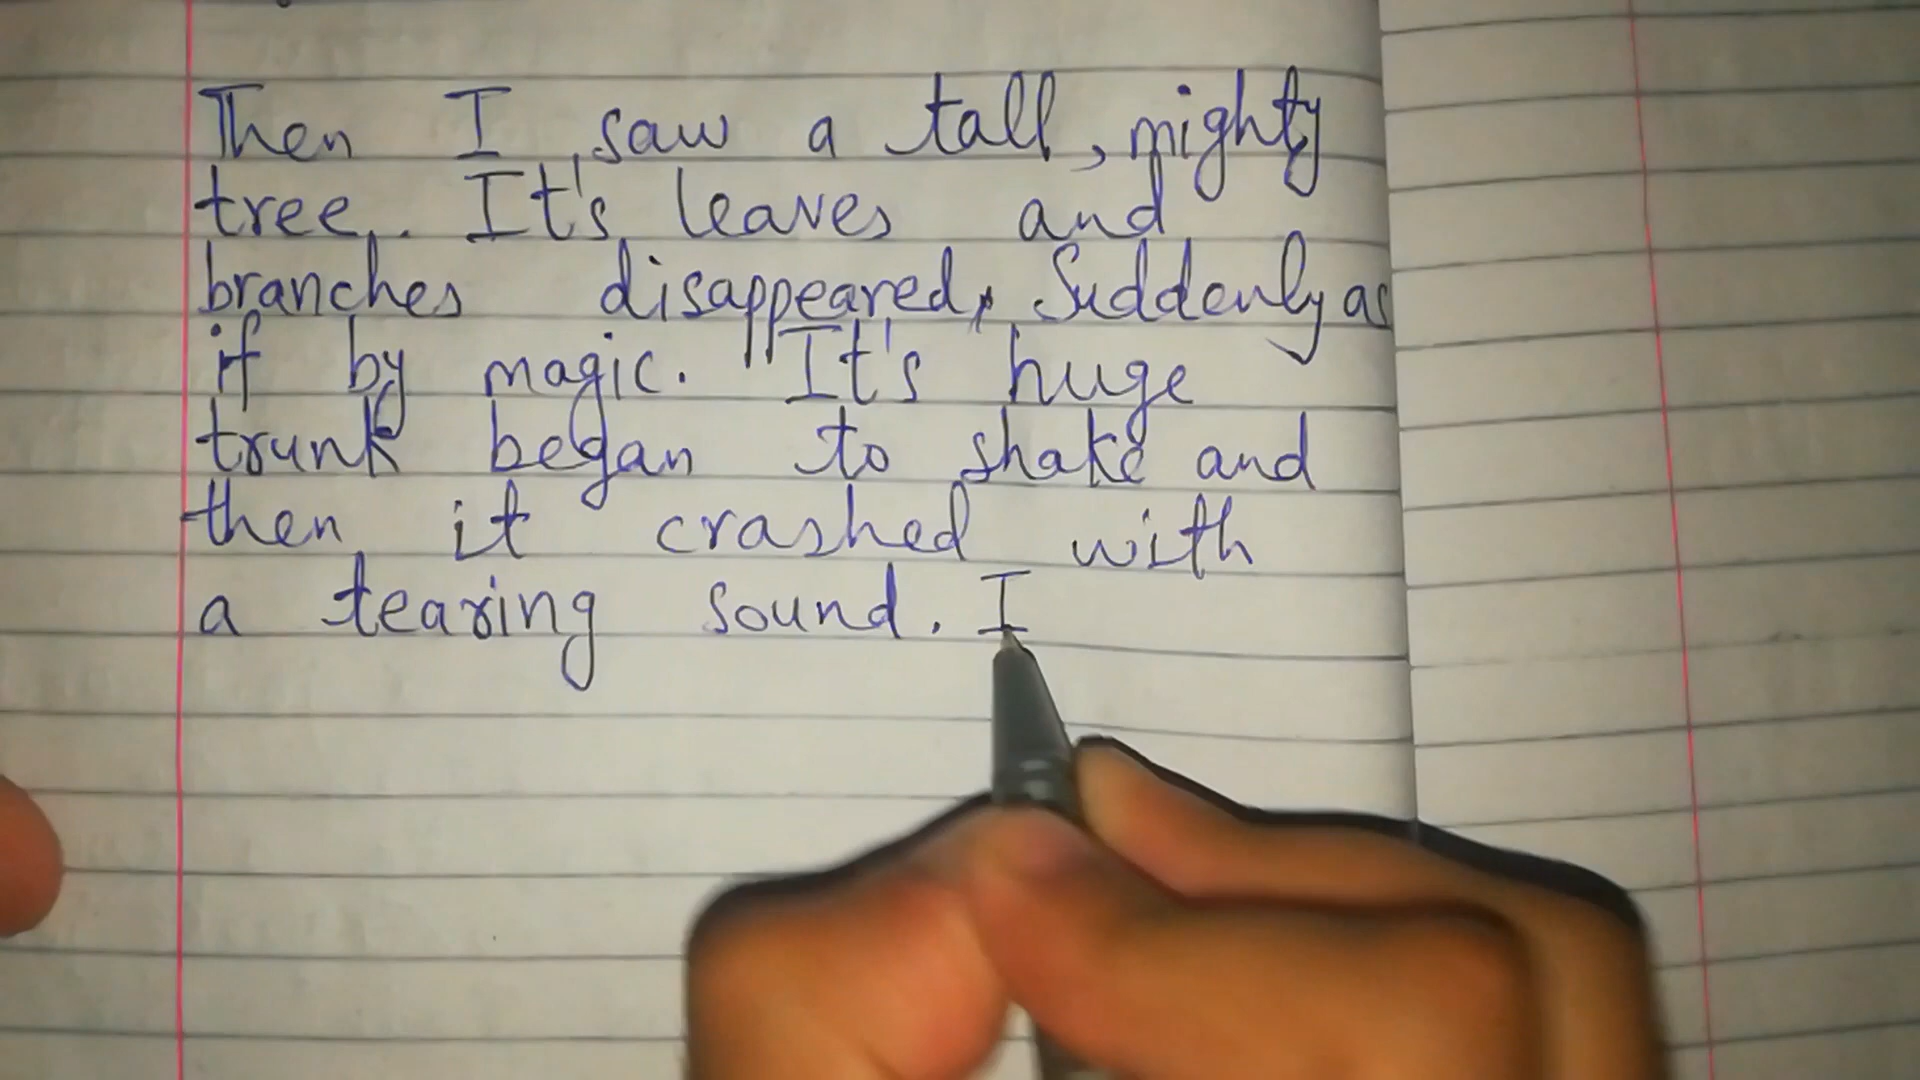 Then I saw a tall, mighty
tree. It's leaves and
branches disappeared, Suddenly as
if by magic. It's huge
trunk began to shake and
then it crashed with
a tearing sound. I